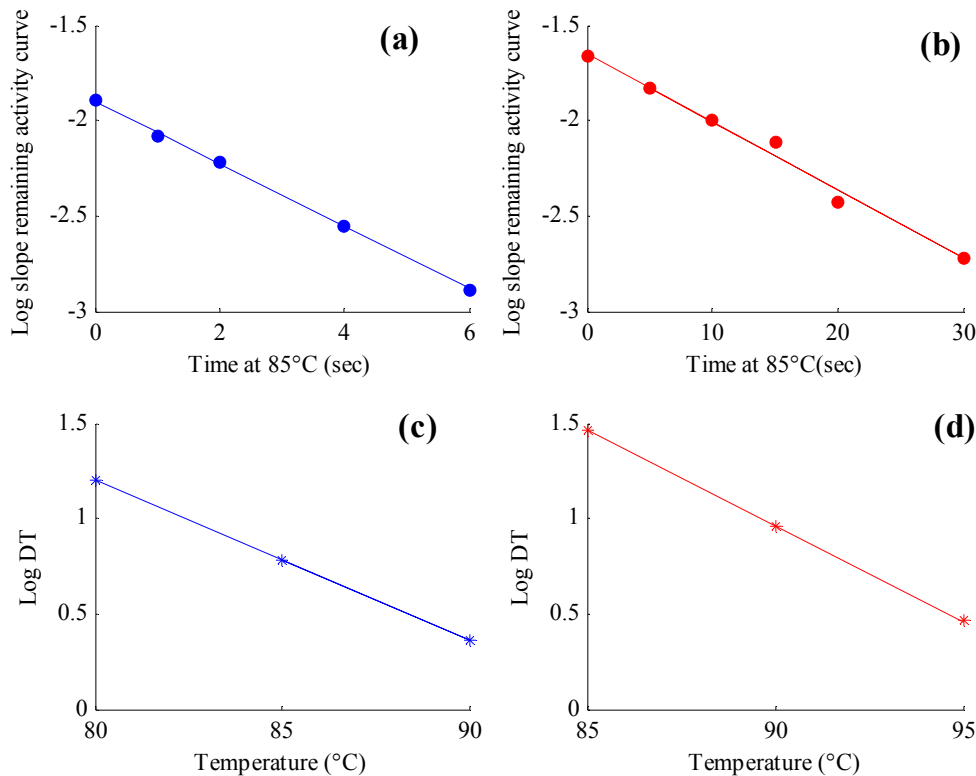 (a)
-1.5
-2
-2.5
-3
0
2
4
6
Log slope remaining activity curve
Time at 85°C (sec)
(b)
-1.5
-2
-2.5
-3
0
10
20
30
Log slope remaining activity curve
Time at 85°C(sec)
(c)
1.5
1
0.5
0
80
85
90
Log DT
Temperature (°C)
(d)
1.5
1
0.5
0
85
90
95
Log DT
Temperature (°C)